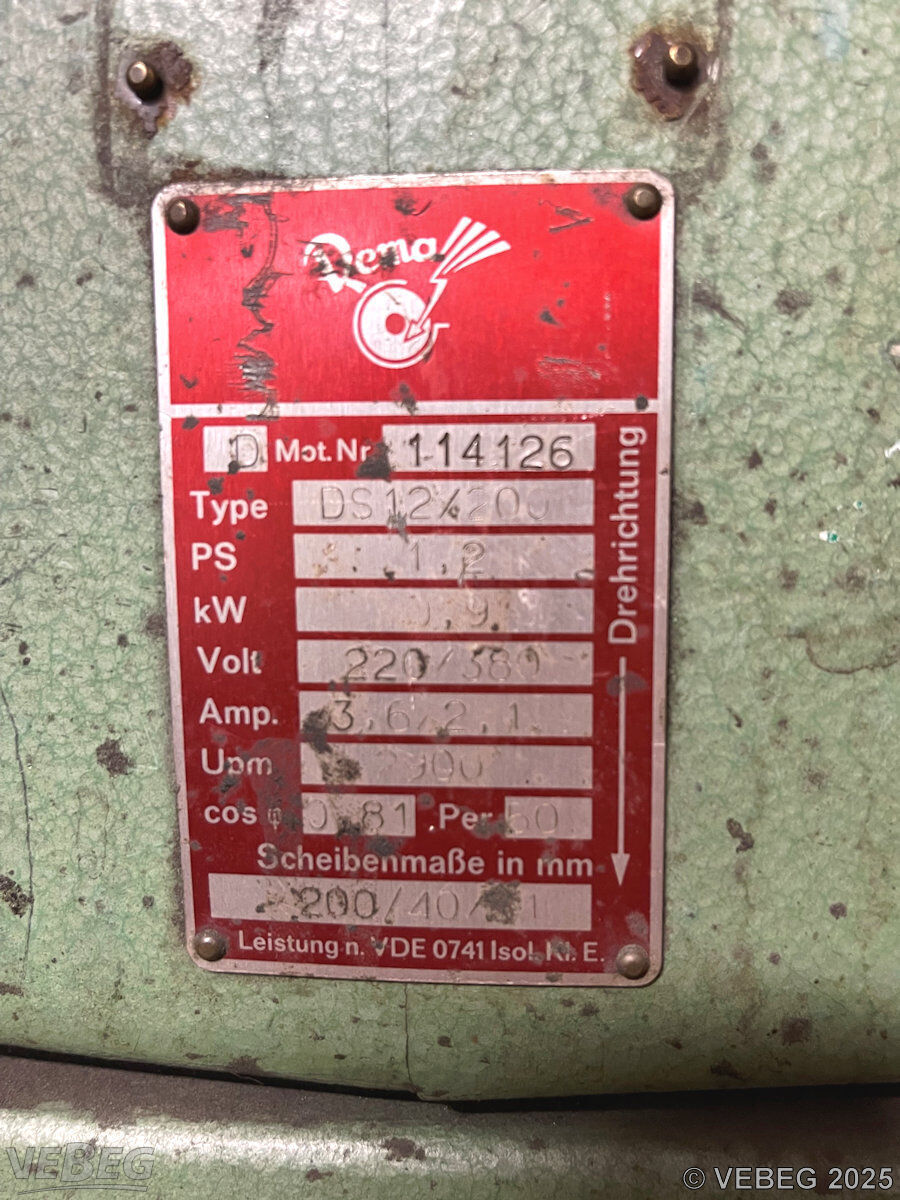 Rema
D Mot.Nr. 114126
Type DS12/200
PS 1,2
kW 0,9
Volt 220/380
Amp. 3,6/2,1
Upm 2900
cos φ 0,81 Per 50
Scheibenmaße in mm
200/40/
Leistung n. VDE 0741 Isol. Kl. E.
Drehrichtung
VEBEG
© VEBEG 2025